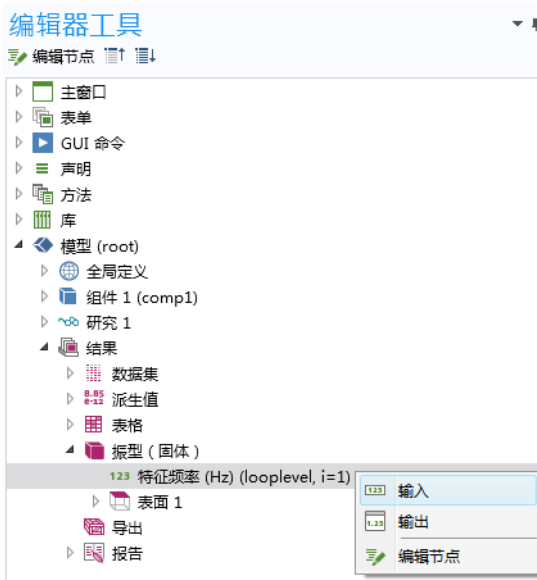 编辑器工具
编辑节点
主窗口
表单
GUI 命令
声明
方法
库
模型 (root)
全局定义
组件 1 (comp1)
研究 1
结果
数据集
8.85
e-12 派生值
表格
振型 ( 固体 )
123 特征频率 (Hz) (looplevel, i=1)
123 输入
表面 1
1.23 输出
导出
编辑节点
报告